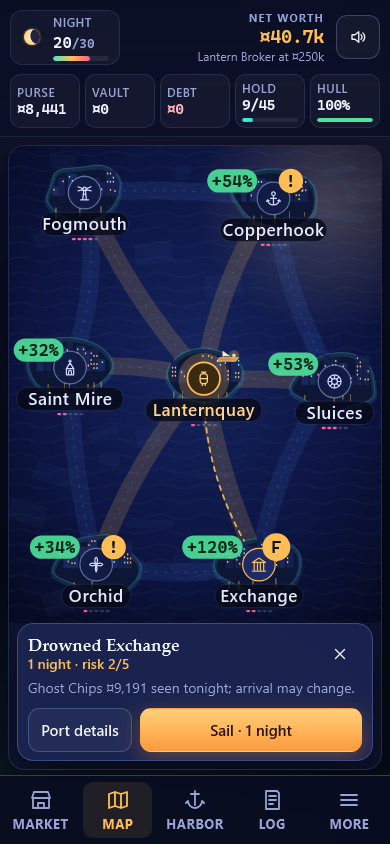 NIGHT
20/30
NET WORTH
¤40.7k
Lantern Broker at ¤250k
PURSE
¤8,441
VAULT
¤0
DEBT
¤0
HOLD
9/45
HULL
100%
+54%
!
Fogmouth
Copperhook
+32%
+53%
Saint Mire
Lanternquay
Sluices
+34%
!
+120%
F
Orchid
Exchange
Drowned Exchange
1 night · risk 2/5
Ghost Chips ¤9,191 seen tonight; arrival may change.
Port details
Sail · 1 night
MARKET
MAP
HARBOR
LOG
MORE